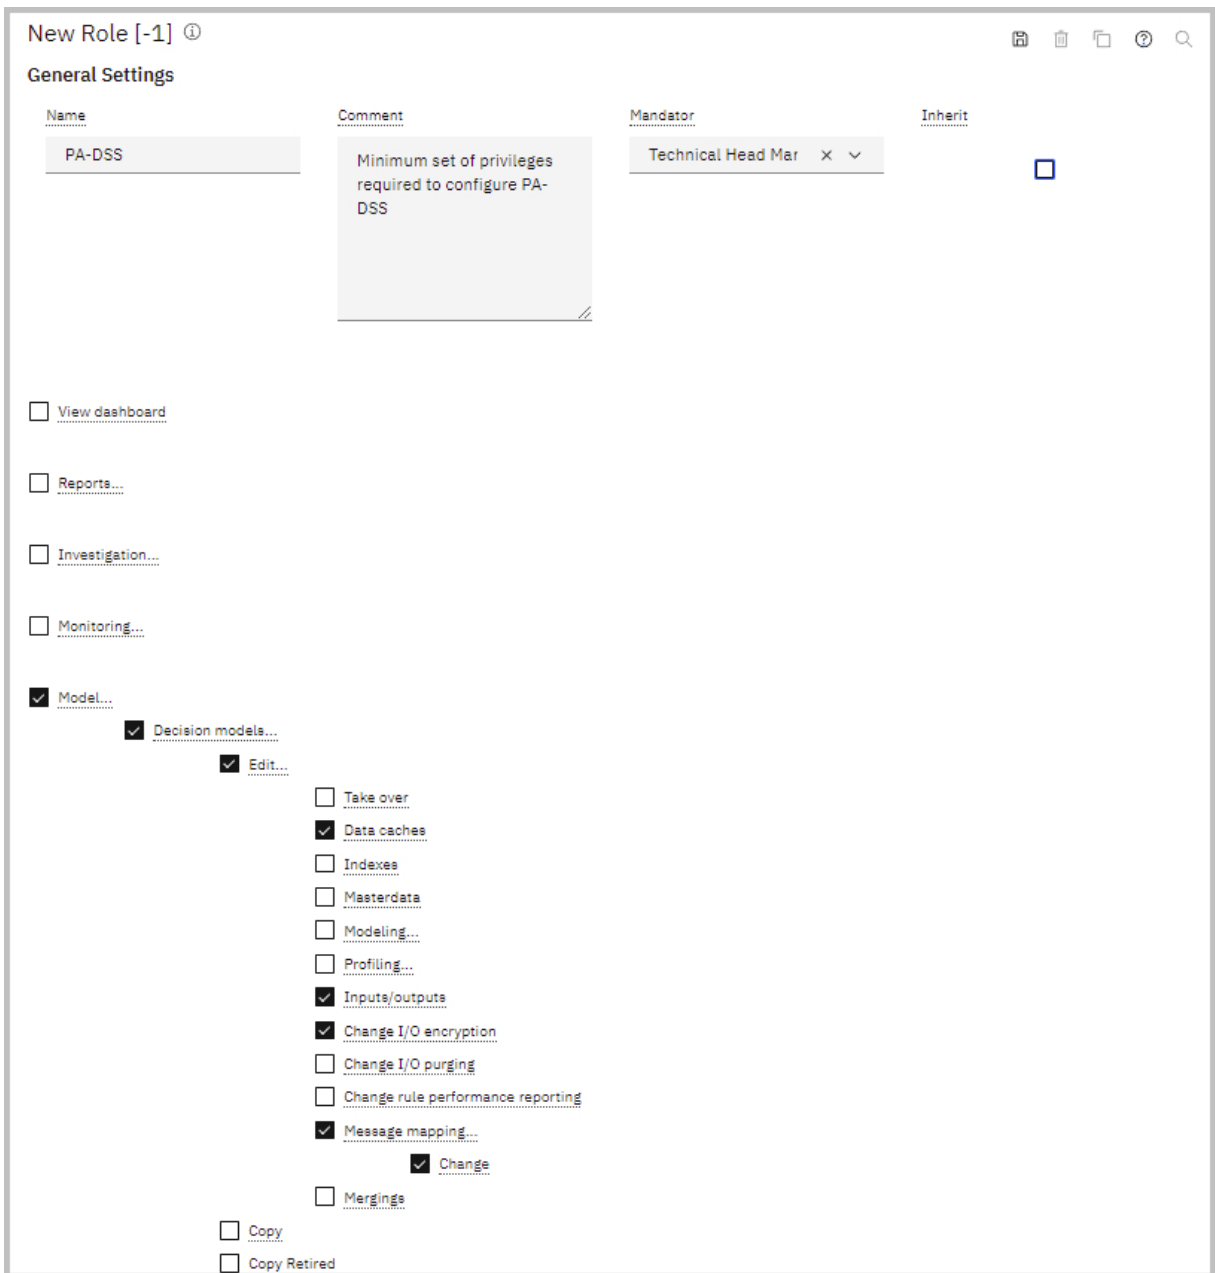 New Role [-1]
General Settings
Name
Comment
Mandator
Inherit
PA-DSS
Minimum set of privileges
required to configure PA-
DSS
Technical Head Mar
View dashboard
Reports...
Investigation...
Monitoring...
Model...
Decision models...
Edit...
Take over
Data caches
Indexes
Masterdata
Modeling...
Profiling...
Inputs/outputs
Change I/O encryption
Change I/O purging
Change rule performance reporting
Message mapping...
Change
Mergings
Copy
Copy Retired